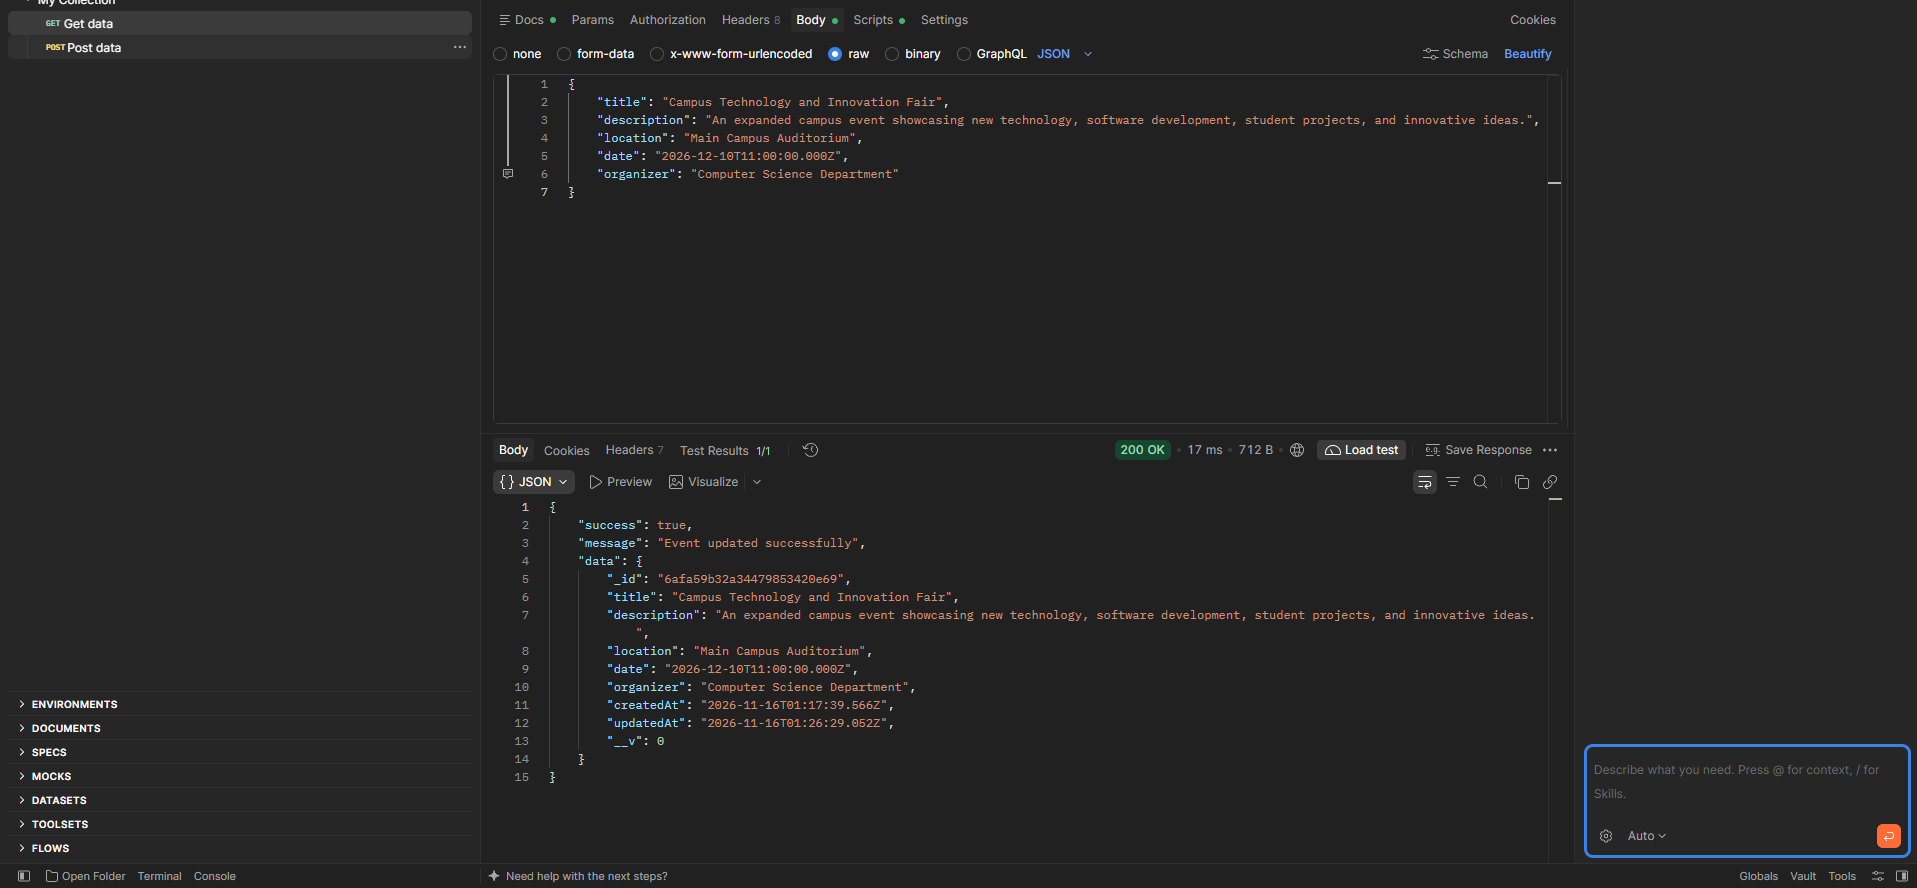 My Collection
GET Get data
POST Post data
ENVIRONMENTS
DOCUMENTS
SPECS
MOCKS
DATASETS
TOOLSETS
FLOWS
Docs Params Authorization Headers 8 Body Scripts Settings Cookies
none form-data x-www-form-urlencoded raw binary GraphQL JSON Schema Beautify
1 {
2 "title": "Campus Technology and Innovation Fair",
3 "description": "An expanded campus event showcasing new technology, software development, student projects, and innovative ideas.",
4 "location": "Main Campus Auditorium",
5 "date": "2026-12-10T11:00:00.000Z",
6 "organizer": "Computer Science Department"
7 }
Body Cookies Headers 7 Test Results 1/1 200 OK • 17 ms • 712 B • Load test e.g. Save Response
{} JSON Preview Visualize
1 {
2 "success": true,
3 "message": "Event updated successfully",
4 "data": {
5 "_id": "6afa59b32a34479853420e69",
6 "title": "Campus Technology and Innovation Fair",
7 "description": "An expanded campus event showcasing new technology, software development, student projects, and innovative ideas.
",
8 "location": "Main Campus Auditorium",
9 "date": "2026-12-10T11:00:00.000Z",
10 "organizer": "Computer Science Department",
11 "createdAt": "2026-11-16T01:17:39.566Z",
12 "updatedAt": "2026-11-16T01:26:29.052Z",
13 "__v": 0
14 }
15 }
Describe what you need. Press @ for context, / for
Skills.
Auto
Open Folder Terminal Console Need help with the next steps? Globals Vault Tools